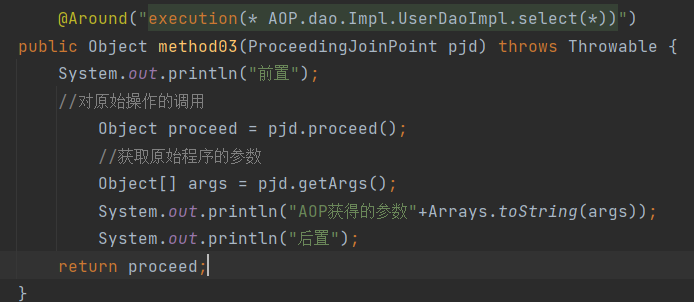 @Around("execution(* AOP.dao.Impl.UserDaoImpl.select(*))")
public Object method03(ProceedingJoinPoint pjd) throws Throwable {
System.out.println("前置");
//对原始操作的调用
Object proceed = pjd.proceed();
//获取原始程序的参数
Object[] args = pjd.getArgs();
System.out.println("AOP获得的参数"+Arrays.toString(args));
System.out.println("后置");
return proceed;
}